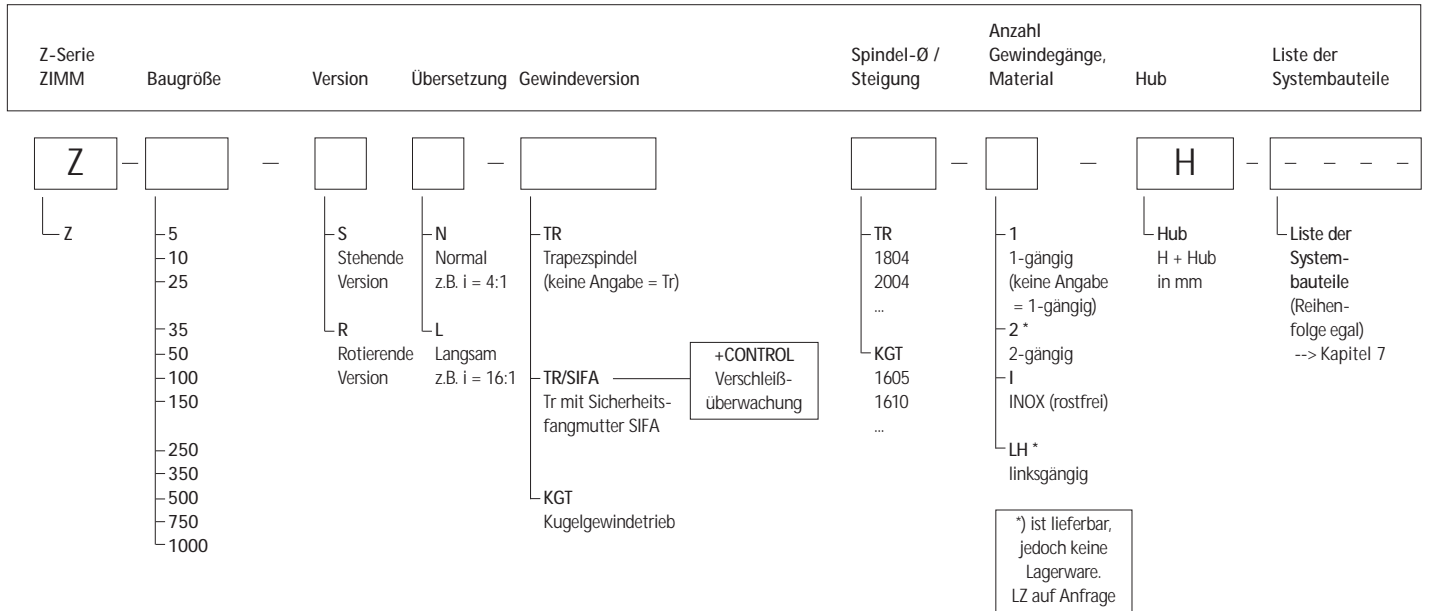 Z-Serie
ZIMM
Baugröße
Version
Übersetzung
Gewindeversion
Spindel-Ø /
Steigung
Anzahl
Gewindegänge,
Material
Hub
Liste der
Systembauteile
Z – – – – – H – – – – –
Z
5
10
25
35
50
100
150
250
350
500
750
1000
S
Stehende
Version
R
Rotierende
Version
N
Normal
z.B. i = 4:1
L
Langsam
z.B. i = 16:1
TR
Trapezspindel
(keine Angabe = Tr)
TR/SIFA
Tr mit Sicherheits-
fangmutter SIFA
+CONTROL
Verschleiß-
überwachung
KGT
Kugelgewindetrieb
TR
1804
2004
...
KGT
1605
1610
...
1
1-gängig
(keine Angabe
= 1-gängig)
2 *
2-gängig
I
INOX (rostfrei)
LH *
linksgängig
*) ist lieferbar,
jedoch keine
Lagerware.
LZ auf Anfrage
Hub
H + Hub
in mm
Liste der
System-
bauteile
(Reihen-
folge egal)
--> Kapitel 7